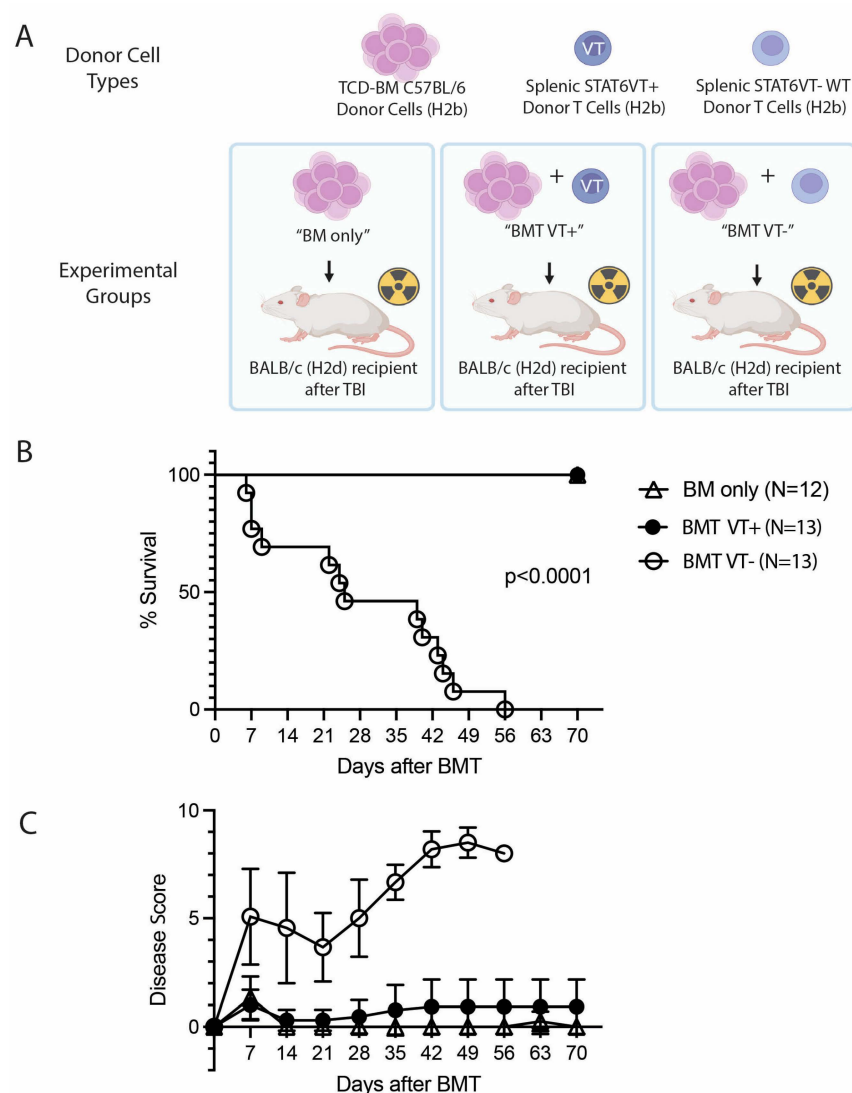 A
Donor Cell
Types
VT
TCD-BM C57BL/6
Donor Cells (H2b)
Splenic STAT6VT+
Donor T Cells (H2b)
Splenic STAT6VT- WT
Donor T Cells (H2b)
Experimental
Groups
"BM only"
BALB/c (H2d) recipient
after TBI
+
VT
"BMT VT+"
BALB/c (H2d) recipient
after TBI
+
"BMT VT-"
BALB/c (H2d) recipient
after TBI
B
% Survival
100
50
0
0 7 14 21 28 35 42 49 56 63 70
Days after BMT
p<0.0001
BM only (N=12)
BMT VT+ (N=13)
BMT VT- (N=13)
C
Disease Score
10
5
0
7 14 21 28 35 42 49 56 63 70
Days after BMT